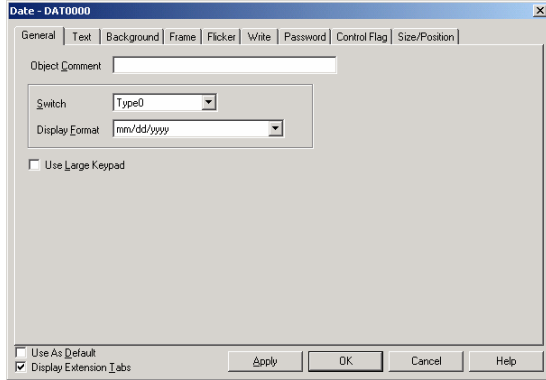 Date - DAT0000
General Text Background Frame Flicker Write Password Control Flag Size/Position
Object Comment
Switch Type0
Display Format mm/dd/yyyy
Use Large Keypad
Use As Default
Display Extension Tabs
Apply OK Cancel Help